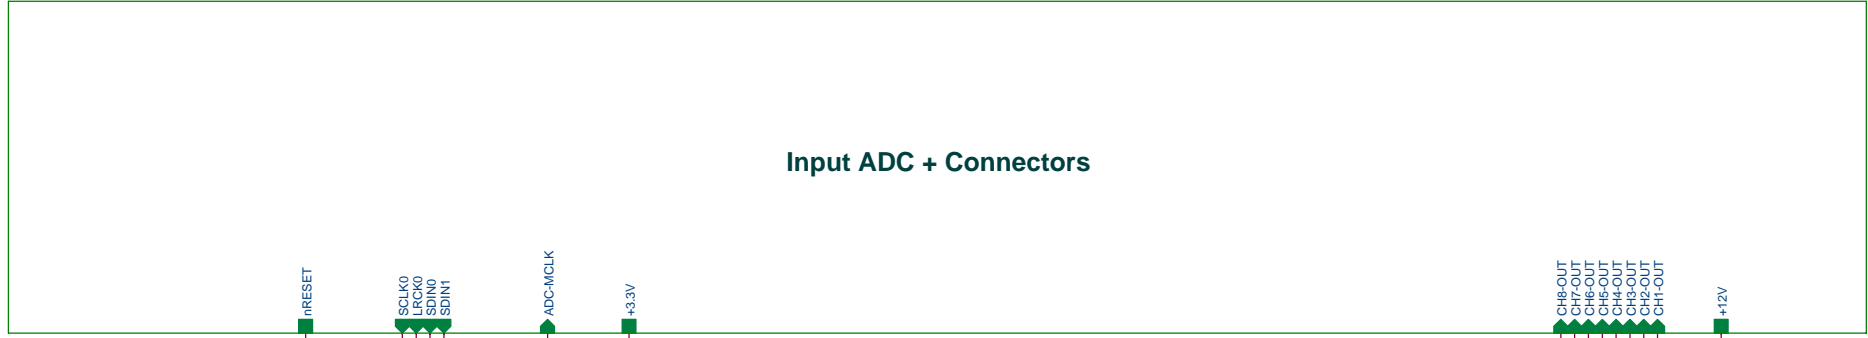 Input ADC + Connectors
nRESET
SCLK0
LRCK0
SDIN0
SDIN1
ADC-MCLK
+3.3V
CH8-OUT
CH7-OUT
CH6-OUT
CH5-OUT
CH4-OUT
CH3-OUT
CH2-OUT
CH1-OUT
+12V